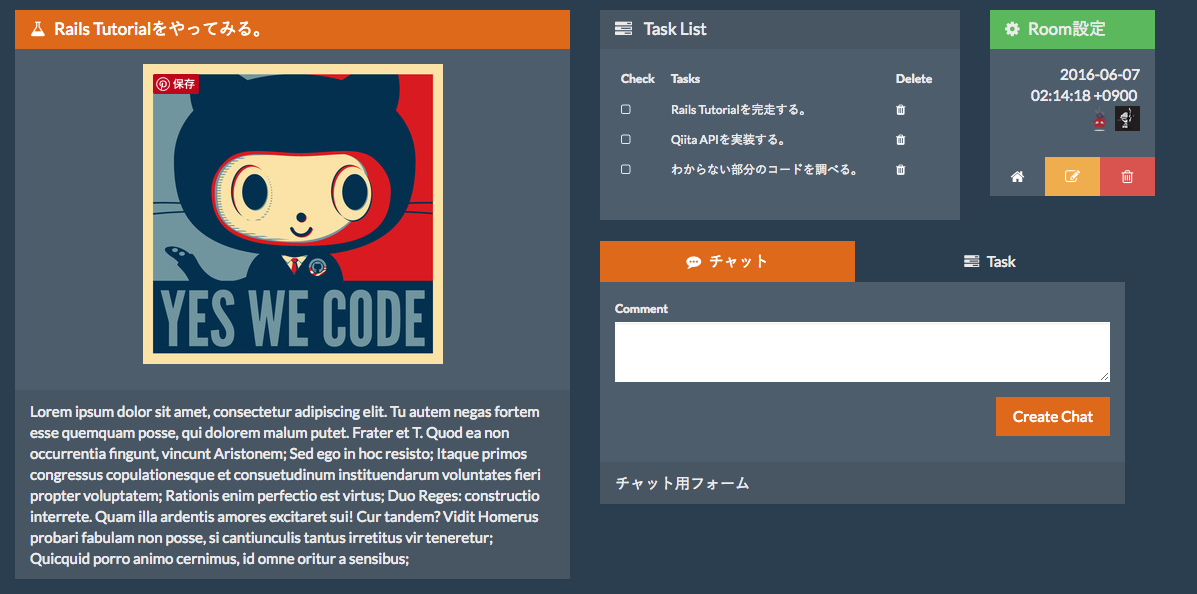 Rails Tutorialをやってみる。
保存
YES WE CODE
Lorem ipsum dolor sit amet, consectetur adipiscing elit. Tu autem negas fortem
esse quemquam posse, qui dolorem malum putet. Frater et T. Quod ea non
occurrentia fingunt, vincunt Aristonem; Sed ego in hoc resisto; Itaque primos
congressus copulationesque et consuetudinum instituendarum voluntates fieri
propter voluptatem; Rationis enim perfectio est virtus; Duo Reges: constructio
interrete. Quam illa ardentis amores excitaret sui! Cur tandem? Vidit Homerus
probari fabulam non posse, si cantiunculis tantus irretitus vir teneretur;
Quicquid porro animo cernimus, id omne oritur a sensibus;
Task List
Check Tasks Delete
Rails Tutorialを完走する。
Qiita APIを実装する。
わからない部分のコードを調べる。
Room設定
2016-06-07
02:14:18 +0900
チャット
Task
Comment
Create Chat
チャット用フォーム